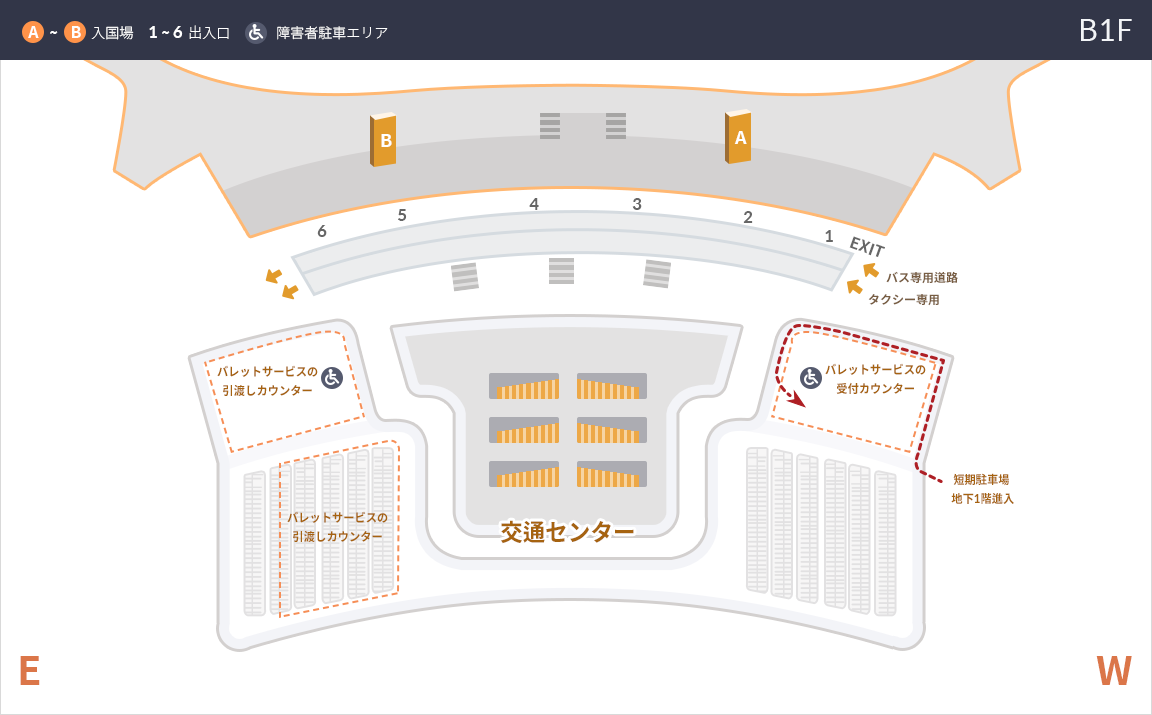 A ~ B 入国場 1 ~ 6 出入口 障害者駐車エリア
B1F
B
A
6
5
4
3
2
1
EXIT
バス専用道路
タクシー専用
バレットサービスの
引渡しカウンター
バレットサービスの
受付カウンター
バレットサービスの
引渡しカウンター
短期駐車場
地下1階進入
交通センター
E
W